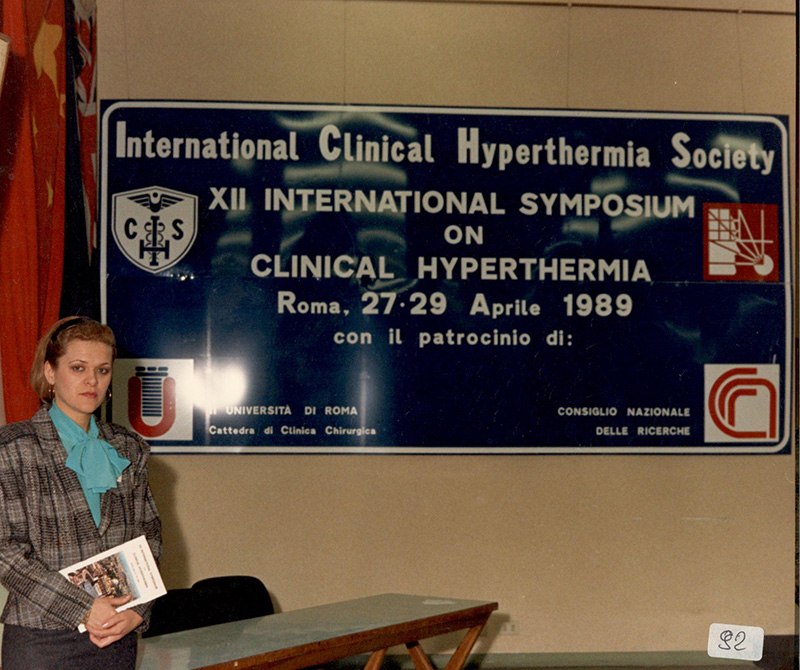 International Clinical Hyperthermia Society
XII INTERNATIONAL SYMPOSIUM
ON
CLINICAL HYPERTHERMIA
Roma, 27·29 Aprile 1989
con il patrocinio di:
C I S
H
II UNIVERSITÀ DI ROMA
Cattedra di Clinica Chirurgica
CONSIGLIO NAZIONALE
DELLE RICERCHE
92